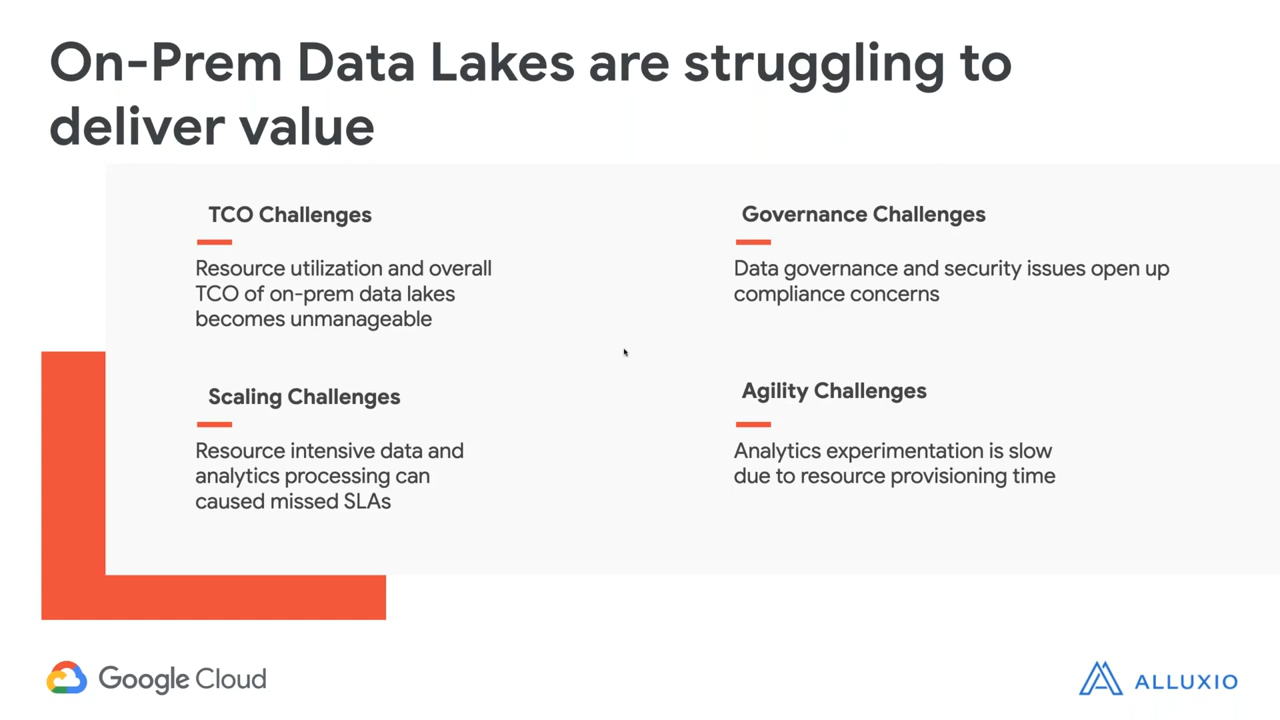 On-Prem Data Lakes are struggling to
deliver value
TCO Challenges
Resource utilization and overall
TCO of on-prem data lakes
becomes unmanageable
Governance Challenges
Data governance and security issues open up
compliance concerns
Scaling Challenges
Resource intensive data and
analytics processing can
caused missed SLAs
Agility Challenges
Analytics experimentation is slow
due to resource provisioning time
Google Cloud
ALLUXIO